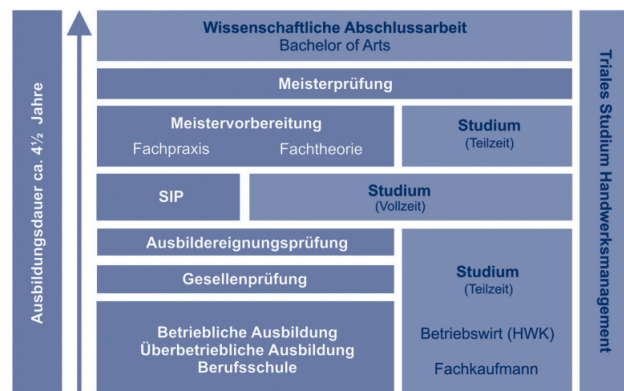 Wissenschaftliche Abschlussarbeit
Bachelor of Arts
Meisterprüfung
Meistervorbereitung
Fachpraxis Fachtheorie
Studium
(Teilzeit)
SIP
Studium
(Vollzeit)
Ausbildereignungsprüfung
Gesellenprüfung
Betriebliche Ausbildung
Überbetriebliche Ausbildung
Berufsschule
Studium
(Teilzeit)
Betriebswirt (HWK)
Fachkaufmann
Ausbildungsdauer ca. 4½ Jahre
Triales Studium Handwerksmanagement